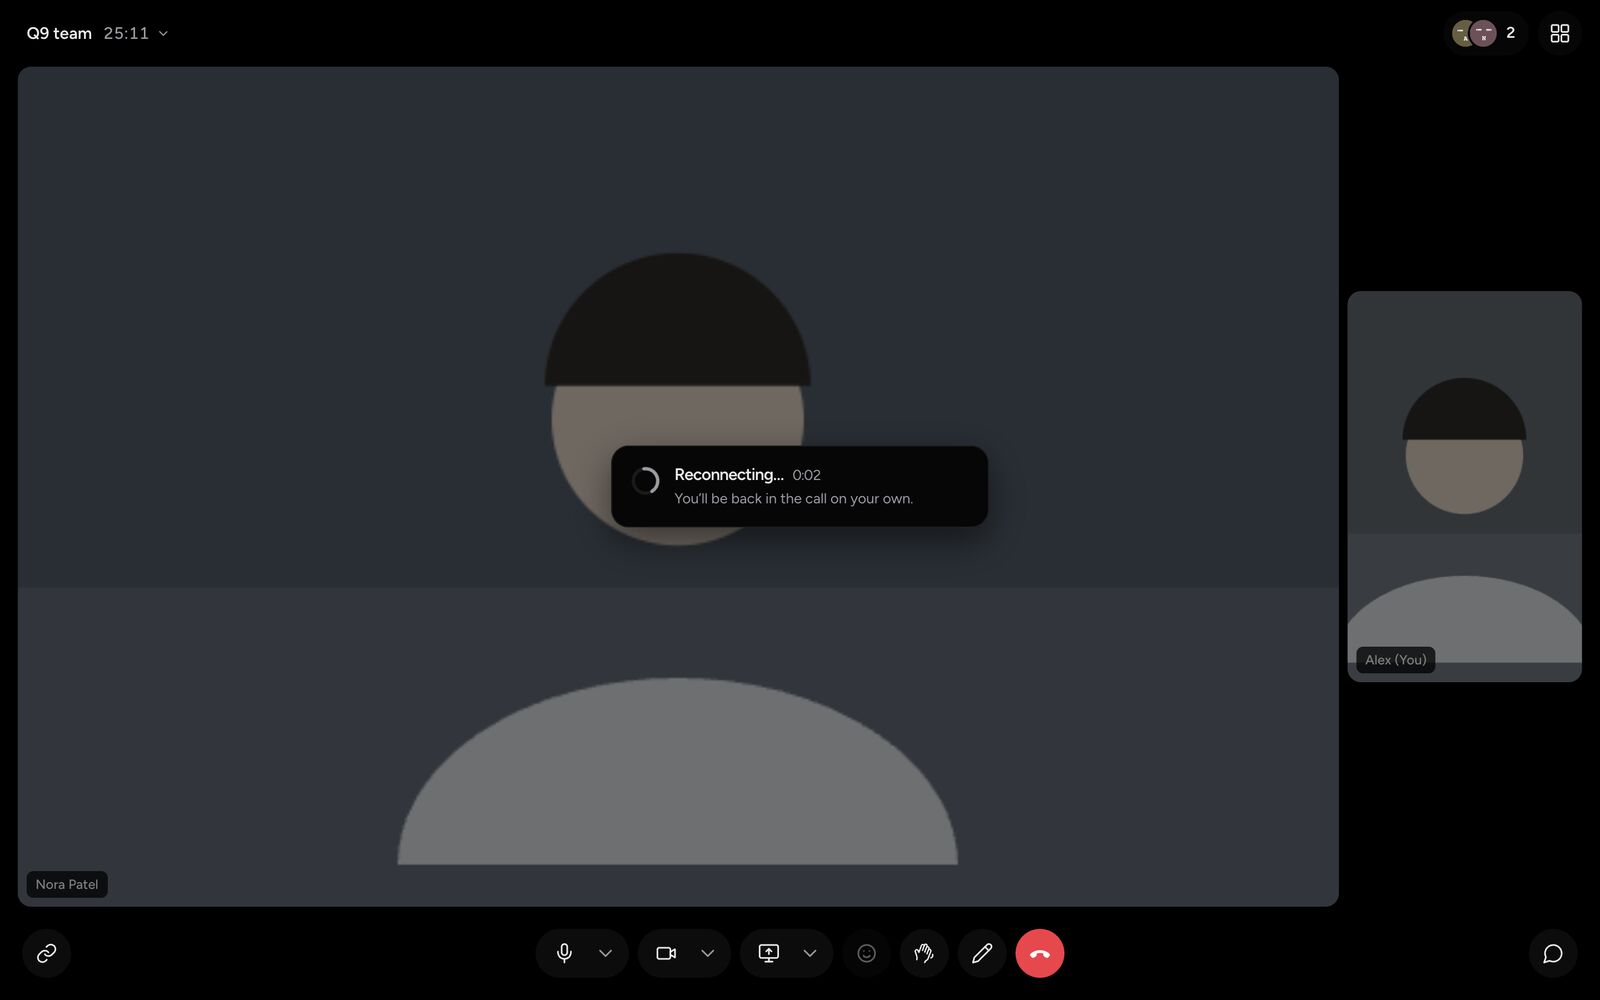 Q9 team 25:11
2
Reconnecting... 0:02
You'll be back in the call on your own.
Alex (You)
Nora Patel